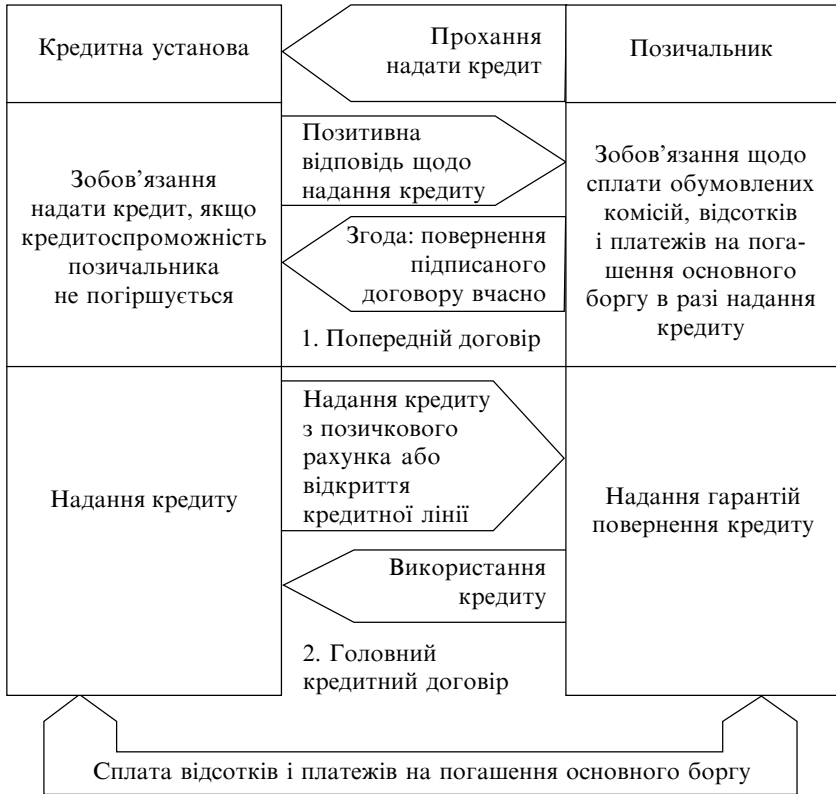 Кредитна установа
Прохання
надати кредит
Позичальник
Зобов’язання
надати кредит, якщо
кредитоспроможність
позичальника
не погіршується
Позитивна
відповідь щодо
надання кредиту
Згода: повернення
підписаного
договору вчасно
1. Попередній договір
Зобов’язання щодо
сплати обумовлених
комісій, відсотків
і платежів на пога-
шення основного
боргу в разі надання
кредиту
Надання кредиту
Надання кредиту
з позичкового
рахунка або
відкриття
кредитної лінії
Використання
кредиту
2. Головний
кредитний договір
Надання гарантій
повернення кредиту
Сплата відсотків і платежів на погашення основного боргу